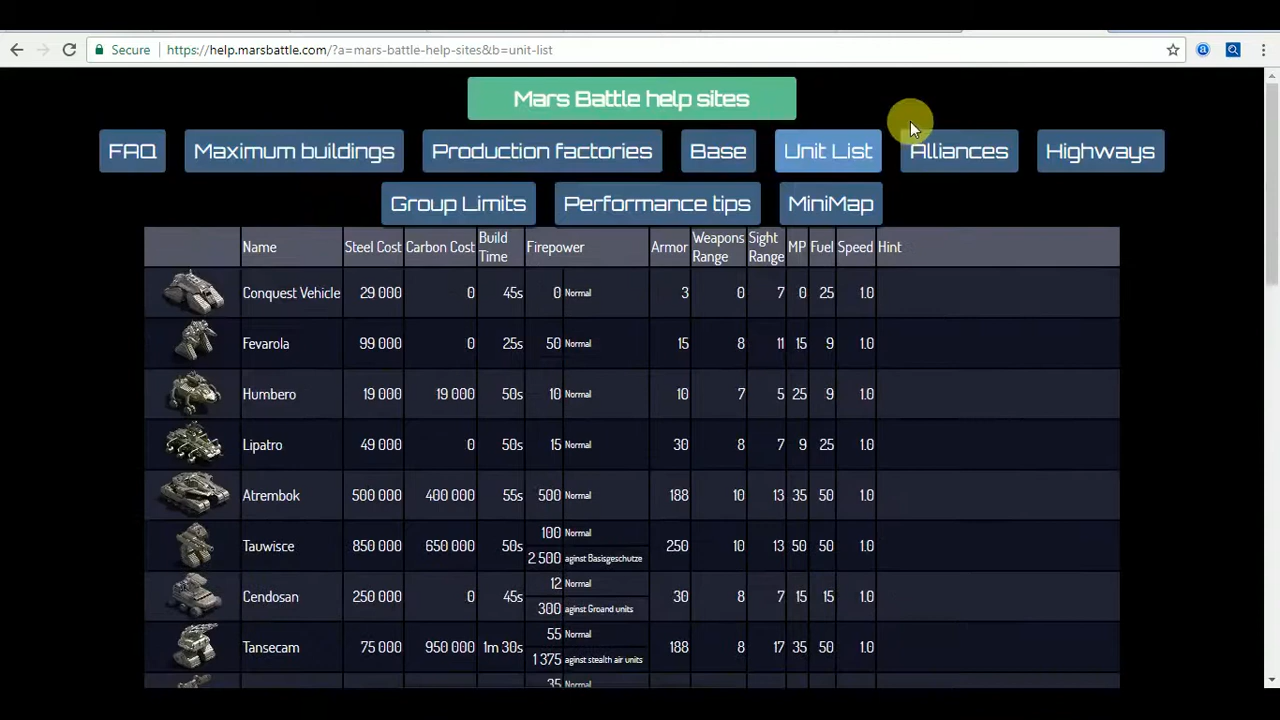 Secure https://help.marsbattle.com/?a=mars-battle-help-sites&b=unit-list
Mars Battle help sites
FAQ Maximum buildings Production factories Base Unit List Alliances Highways
Group Limits Performance tips MiniMap
Name Steel Cost Carbon Cost Build Time Firepower Armor Weapons Range Sight Range MP Fuel Speed Hint
Conquest Vehicle 29 000 0 45s 0 Normal 3 0 7 0 25 1.0
Fevarola 99 000 0 25s 50 Normal 15 8 11 15 9 1.0
Humbero 19 000 19 000 50s 10 Normal 10 7 5 25 9 1.0
Lipatro 49 000 0 50s 15 Normal 30 8 7 9 25 1.0
Atrembok 500 000 400 000 55s 500 Normal 188 10 13 35 50 1.0
Tauwisce 850 000 650 000 50s 100 Normal 2 500 aginst Basisgeschutze 250 10 13 50 50 1.0
Cendosan 250 000 0 45s 12 Normal 300 aginst Groand units 30 8 7 15 15 1.0
Tansecam 75 000 950 000 1m 30s 55 Normal 1 375 aginst stealth air units 188 8 17 35 50 1.0
35 Normal